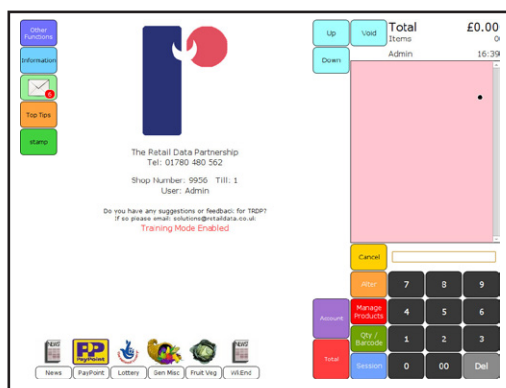 Other
Functions
Information
6
Top Tips
stamp
The Retail Data Partnership
Tel: 01780 480 562
Shop Number: 9956 Till: 1
User: Admin
Do you have any suggestions or feedback for TRDP?
If so please email: solutions@retaildata.co.uk
Training Mode Enabled
NEWS
PayPoint
NEWS
News
PayPoint
Lottery
Gen Misc
Fruit Veg
WI.End
Up
Void
Down
Total £0.00
Items 0
Admin 16:39
Cancel
Alter
7 8 9
Account
Manage
Products
4 5 6
Qty /
Barcode
1 2 3
Total
Session
0 00 Del